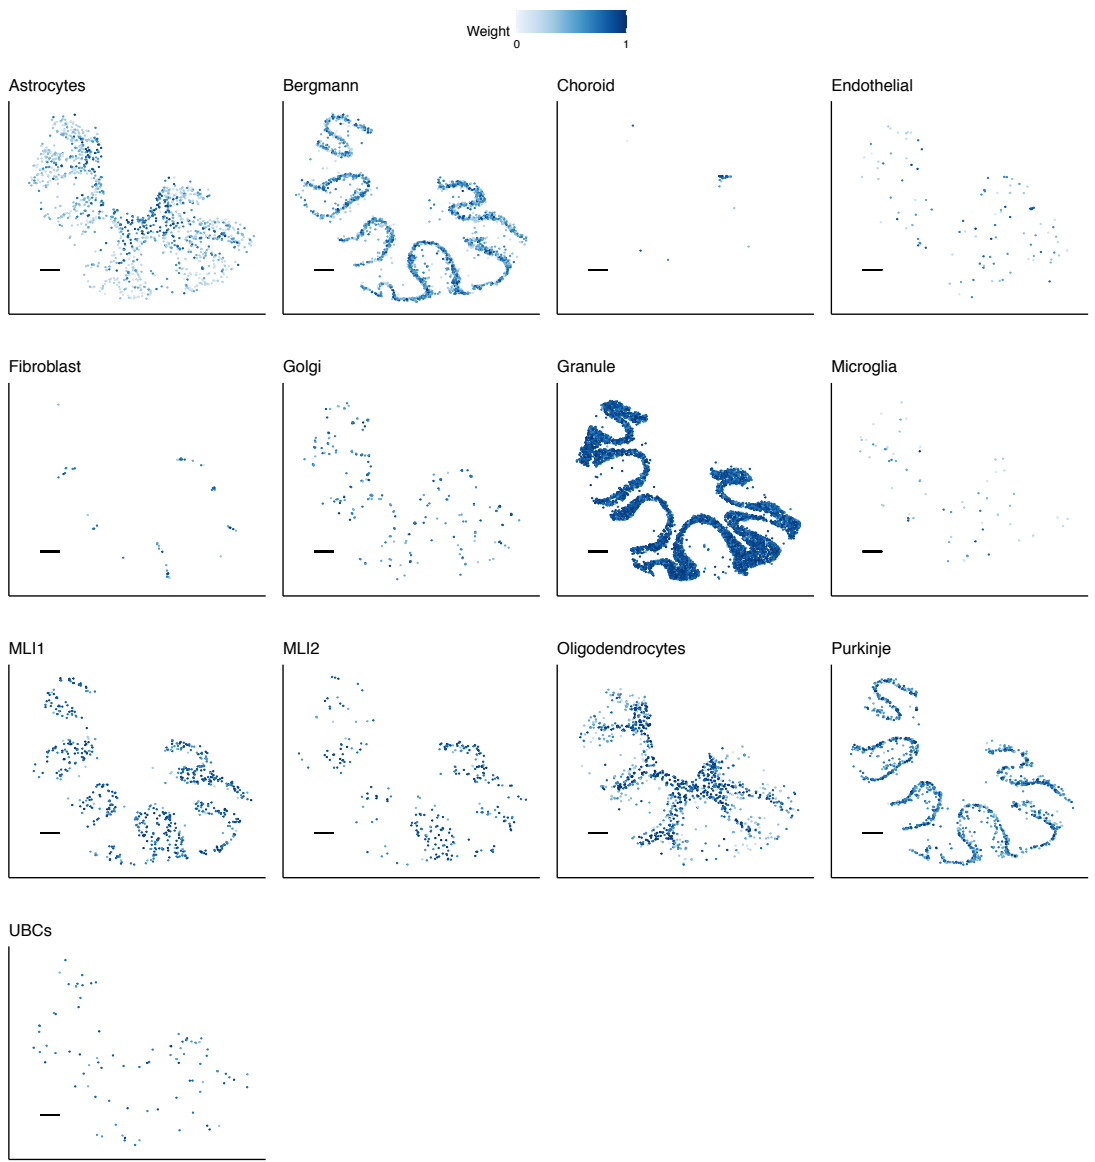 Weight
0 1
Astrocytes Bergmann Choroid Endothelial
Fibroblast Golgi Granule Microglia
MLI1 MLI2 Oligodendrocytes Purkinje
UBCs